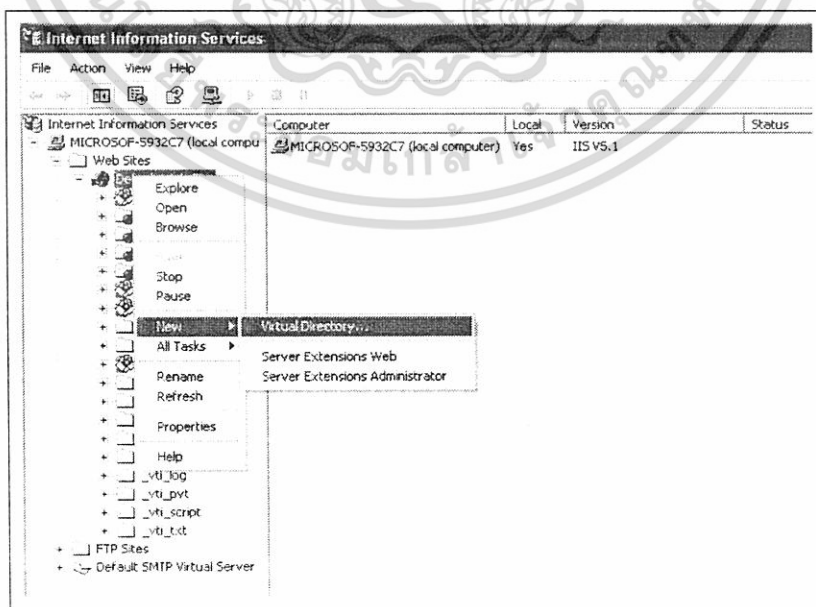 Internet Information Services
File Action View Help
Internet Information Services
MICROSOF-5932C7 (local compu
Web Sites
Computer Local Version Status
MICROSOF-5932C7 (local computer) Yes IIS V5.1
Explore
Open
Browse
Stop
Pause
New
Virtual Directory...
All Tasks
Server Extensions Web
Server Extensions Administrator
Rename
Refresh
Properties
Help
_vti_log
_vti_pvt
_vti_script
_vti_txt
FTP Sites
Default SMTP Virtual Server